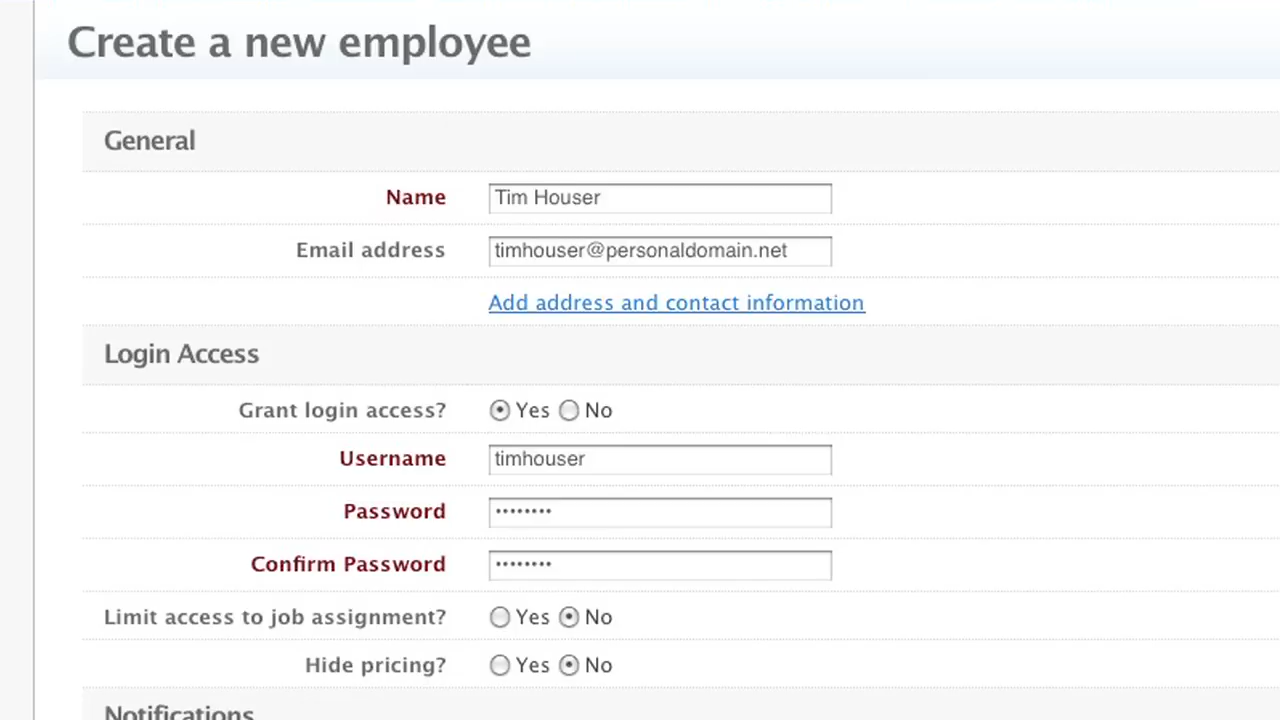 Create a new employee
General
Name Tim Houser
Email address timhouser@personaldomain.net
Add address and contact information
Login Access
Grant login access? Yes No
Username timhouser
Password ••••••••
Confirm Password ••••••••
Limit access to job assignment? Yes No
Hide pricing? Yes No
Notifications